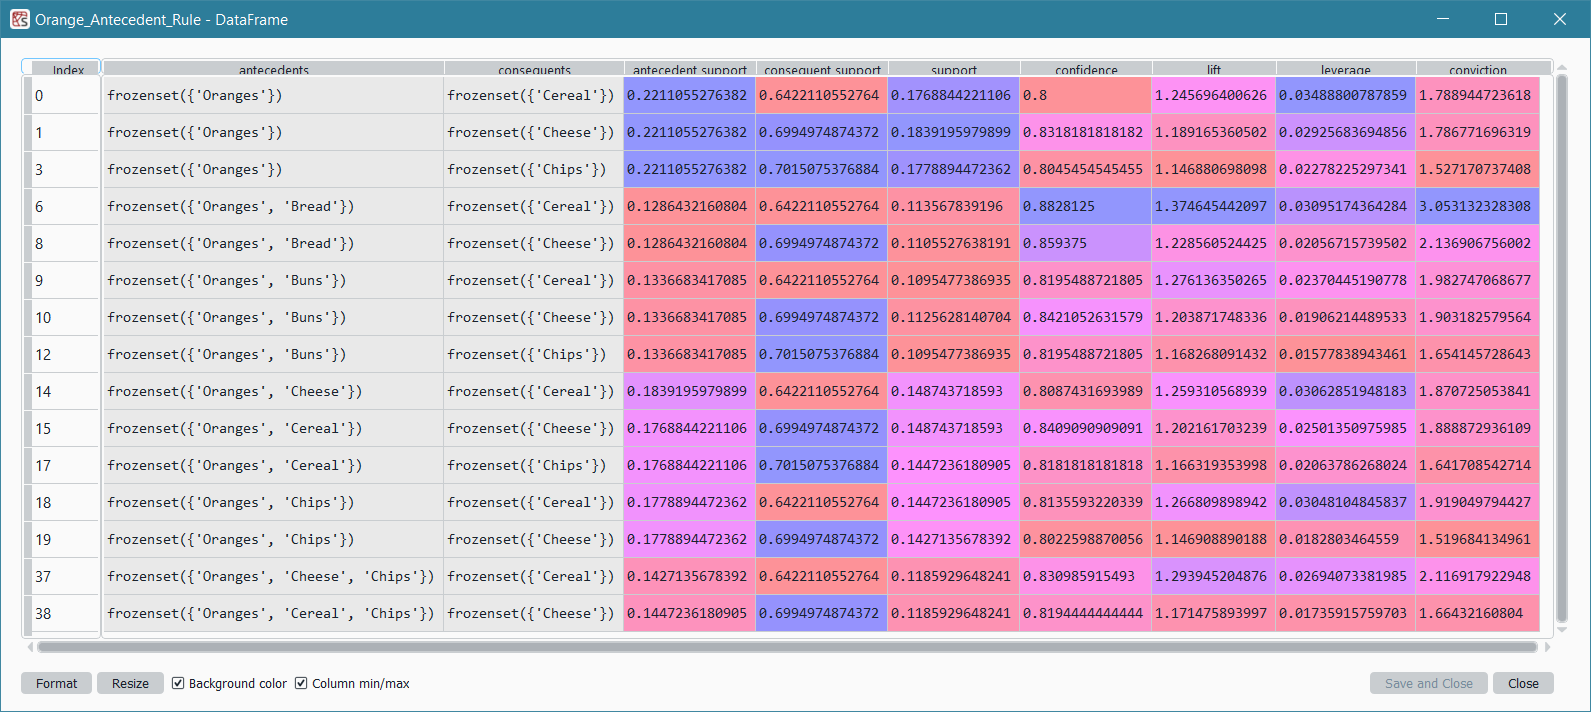 Orange_Antecedent_Rule - DataFrame
Index antecedents consequents antecedent support consequent support support confidence lift leverage conviction
0 frozenset({'Oranges'}) frozenset({'Cereal'}) 0.2211055276382 0.6422110552764 0.1768844221106 0.8 1.245696400626 0.03488800787859 1.788944723618
1 frozenset({'Oranges'}) frozenset({'Cheese'}) 0.2211055276382 0.6994974874372 0.1839195979899 0.8318181818182 1.189165360502 0.02925683694856 1.786771696319
3 frozenset({'Oranges'}) frozenset({'Chips'}) 0.2211055276382 0.7015075376884 0.1778894472362 0.8045454545455 1.146880698098 0.02278225297341 1.527170737408
6 frozenset({'Oranges', 'Bread'}) frozenset({'Cereal'}) 0.1286432160804 0.6422110552764 0.113567839196 0.8828125 1.374645442097 0.03095174364284 3.053132328308
8 frozenset({'Oranges', 'Bread'}) frozenset({'Cheese'}) 0.1286432160804 0.6994974874372 0.1105527638191 0.859375 1.228560524425 0.02056715739502 2.136906756002
9 frozenset({'Oranges', 'Buns'}) frozenset({'Cereal'}) 0.1336683417085 0.6422110552764 0.1095477386935 0.8195488721805 1.276136350265 0.02370445190778 1.982747068677
10 frozenset({'Oranges', 'Buns'}) frozenset({'Cheese'}) 0.1336683417085 0.6994974874372 0.1125628140704 0.8421052631579 1.203871748336 0.01906214489533 1.903182579564
12 frozenset({'Oranges', 'Buns'}) frozenset({'Chips'}) 0.1336683417085 0.7015075376884 0.1095477386935 0.8195488721805 1.168268091432 0.01577838943461 1.654145728643
14 frozenset({'Oranges', 'Cheese'}) frozenset({'Cereal'}) 0.1839195979899 0.6422110552764 0.148743718593 0.8087431693989 1.259310568939 0.03062851948183 1.870725053841
15 frozenset({'Oranges', 'Cereal'}) frozenset({'Cheese'}) 0.1768844221106 0.6994974874372 0.148743718593 0.8409090909091 1.202161703239 0.02501350975985 1.888872936109
17 frozenset({'Oranges', 'Cereal'}) frozenset({'Chips'}) 0.1768844221106 0.7015075376884 0.1447236180905 0.8181818181818 1.166319353998 0.02063786268024 1.641708542714
18 frozenset({'Oranges', 'Chips'}) frozenset({'Cereal'}) 0.1778894472362 0.6422110552764 0.1447236180905 0.8135593220339 1.266809898942 0.03048104845837 1.919049794427
19 frozenset({'Oranges', 'Chips'}) frozenset({'Cheese'}) 0.1778894472362 0.6994974874372 0.1427135678392 0.8022598870056 1.146908890188 0.0182803464559 1.519684134961
37 frozenset({'Oranges', 'Cheese', 'Chips'}) frozenset({'Cereal'}) 0.1427135678392 0.6422110552764 0.1185929648241 0.830985915493 1.293945204876 0.02694073381985 2.116917922948
38 frozenset({'Oranges', 'Cereal', 'Chips'}) frozenset({'Cheese'}) 0.1447236180905 0.6994974874372 0.1185929648241 0.8194444444444 1.171475893997 0.01735915759703 1.66432160804
Format Resize Background color Column min/max Save and Close Close